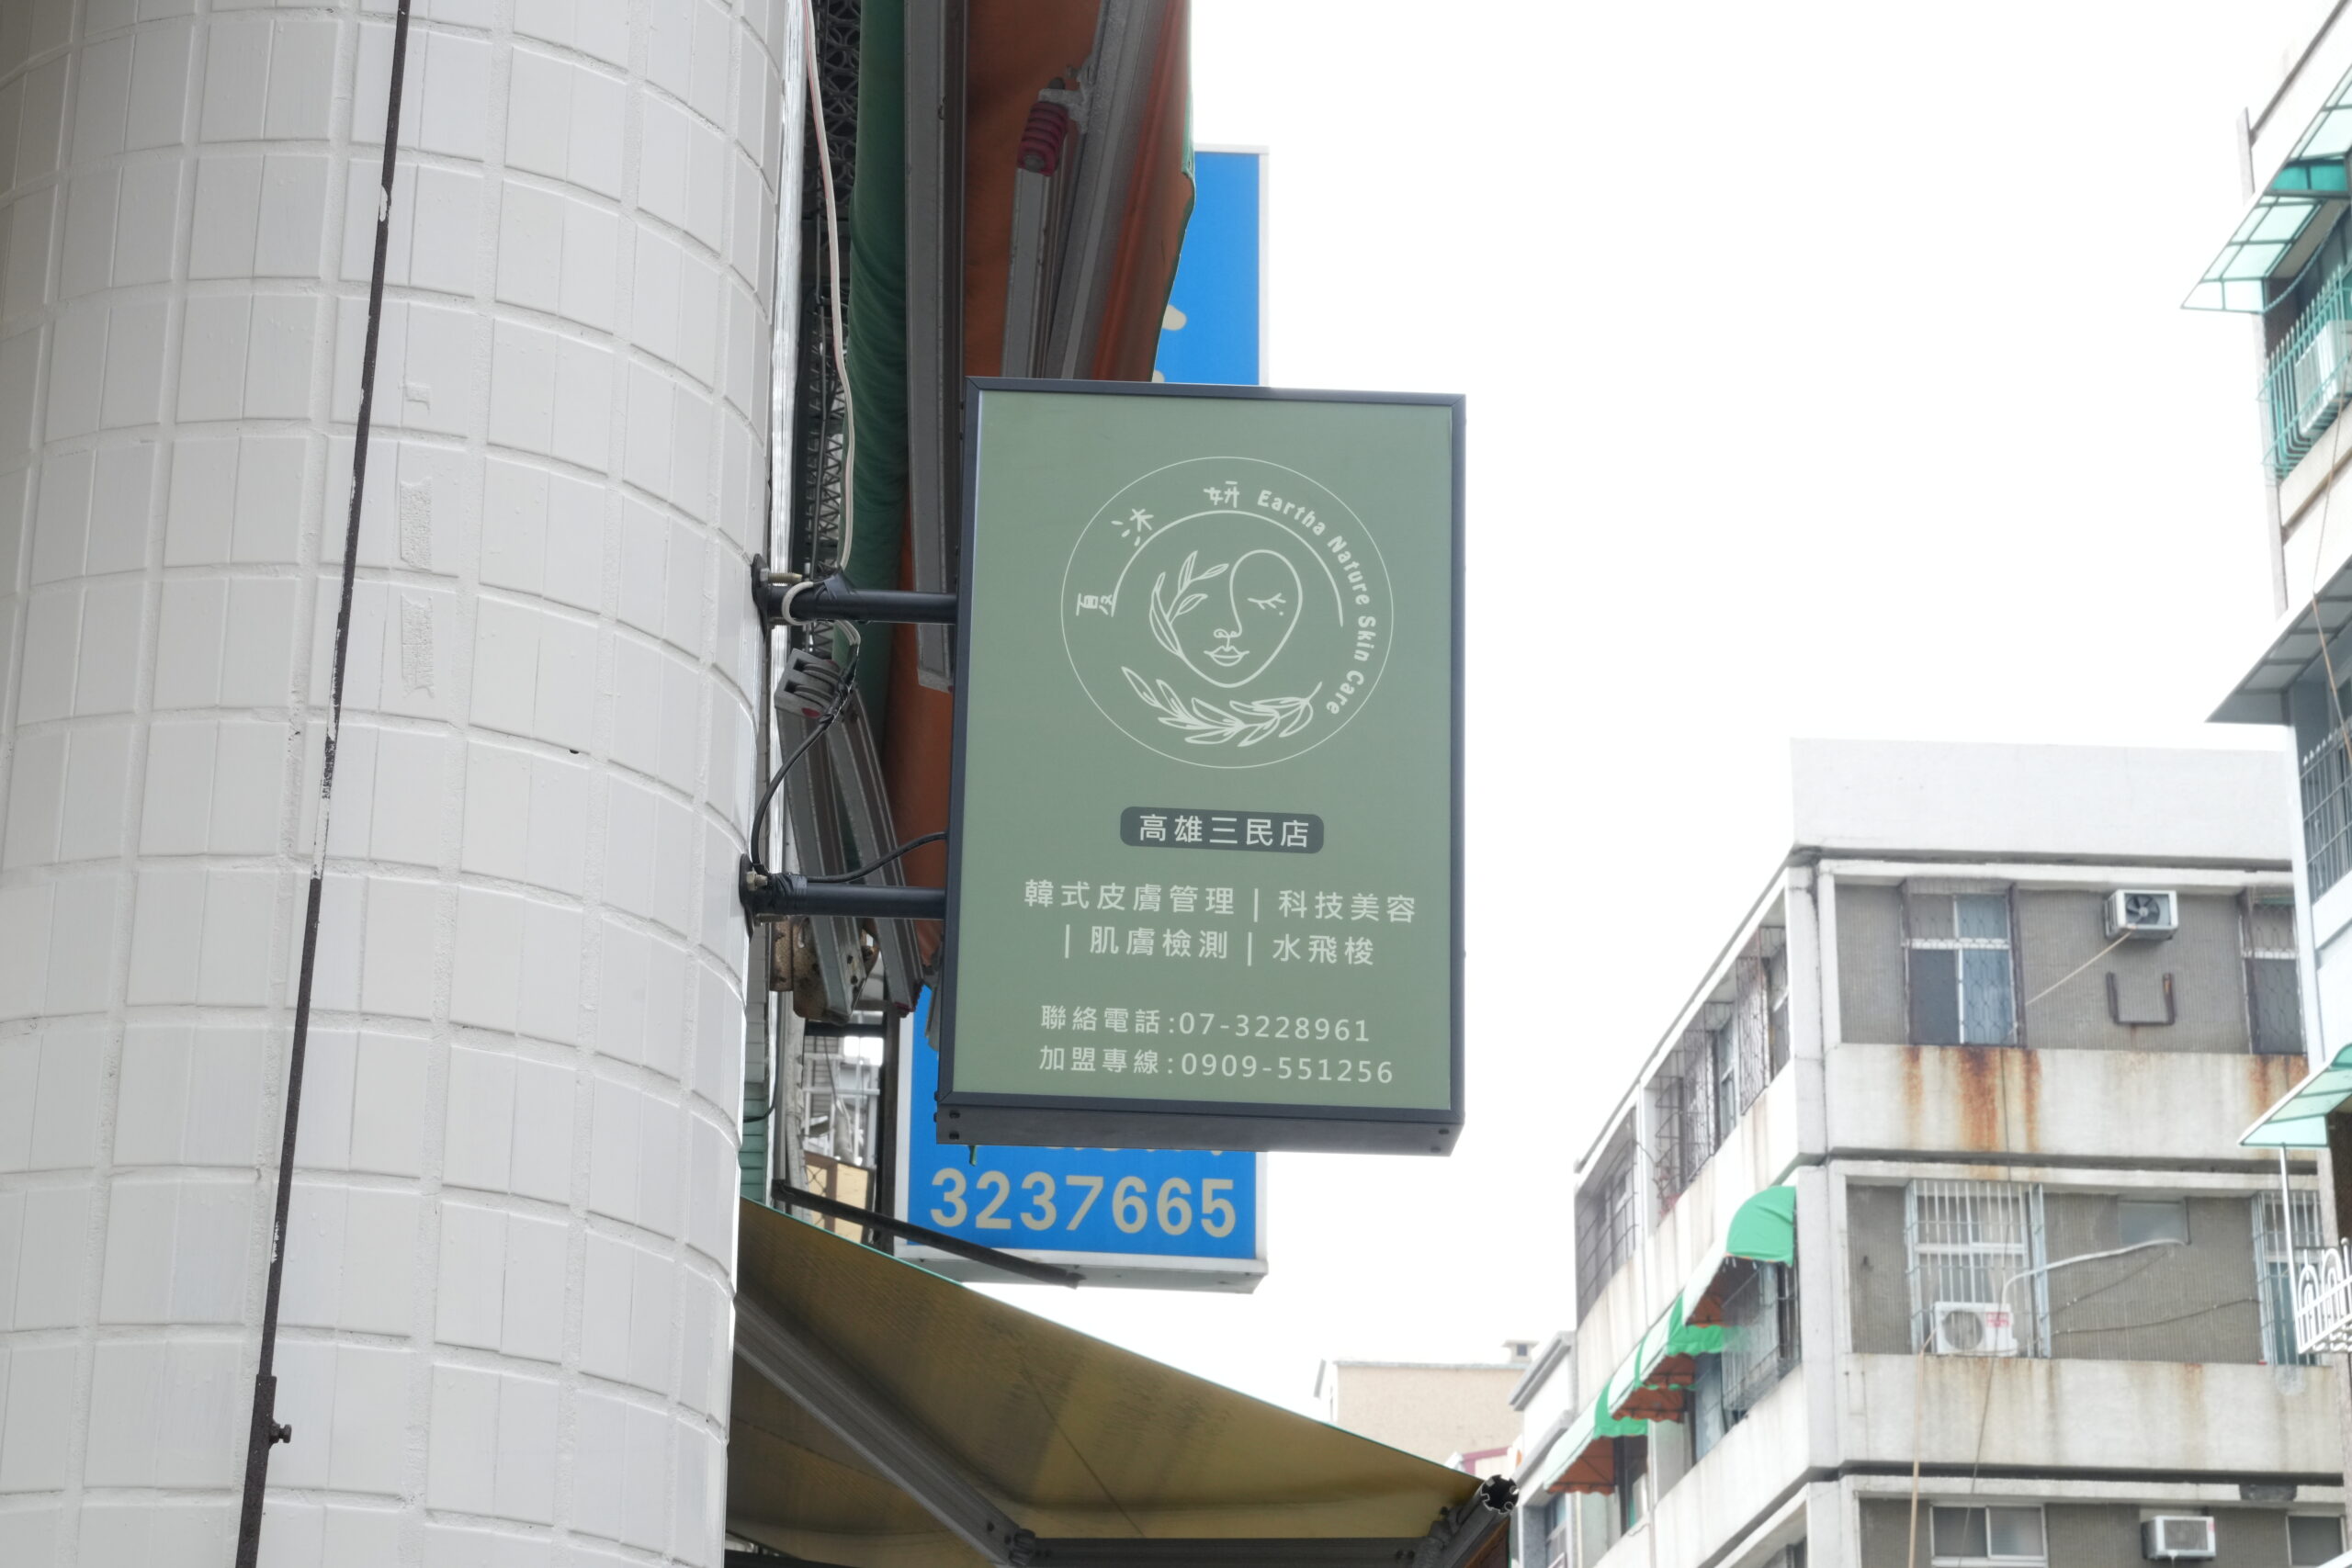 夏沐妍 Eartha Nature Skin Care
高雄三民店
韓式皮膚管理 | 科技美容
| 肌膚檢測 | 水飛梭
聯絡電話:07-3228961
加盟專線:0909-551256
3237665